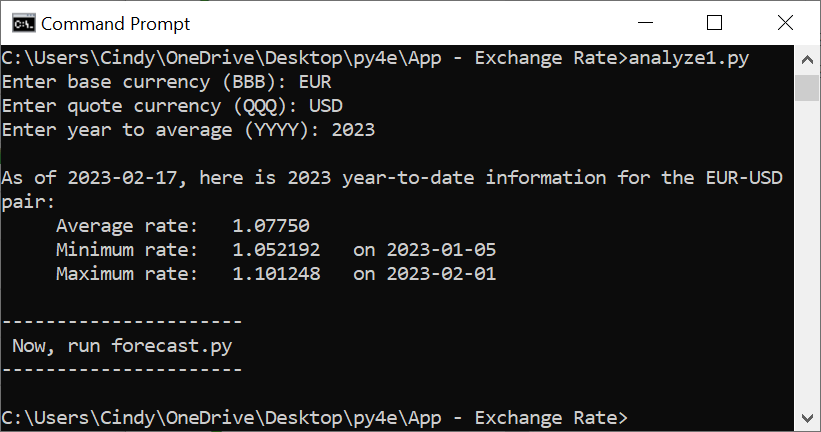 Command Prompt
C:\Users\Cindy\OneDrive\Desktop\py4e\App - Exchange Rate>analyze1.py
Enter base currency (BBB): EUR
Enter quote currency (QQQ): USD
Enter year to average (YYYY): 2023
As of 2023-02-17, here is 2023 year-to-date information for the EUR-USD
pair:
Average rate: 1.07750
Minimum rate: 1.052192 on 2023-01-05
Maximum rate: 1.101248 on 2023-02-01
----------------------
Now, run forecast.py
----------------------
C:\Users\Cindy\OneDrive\Desktop\py4e\App - Exchange Rate>